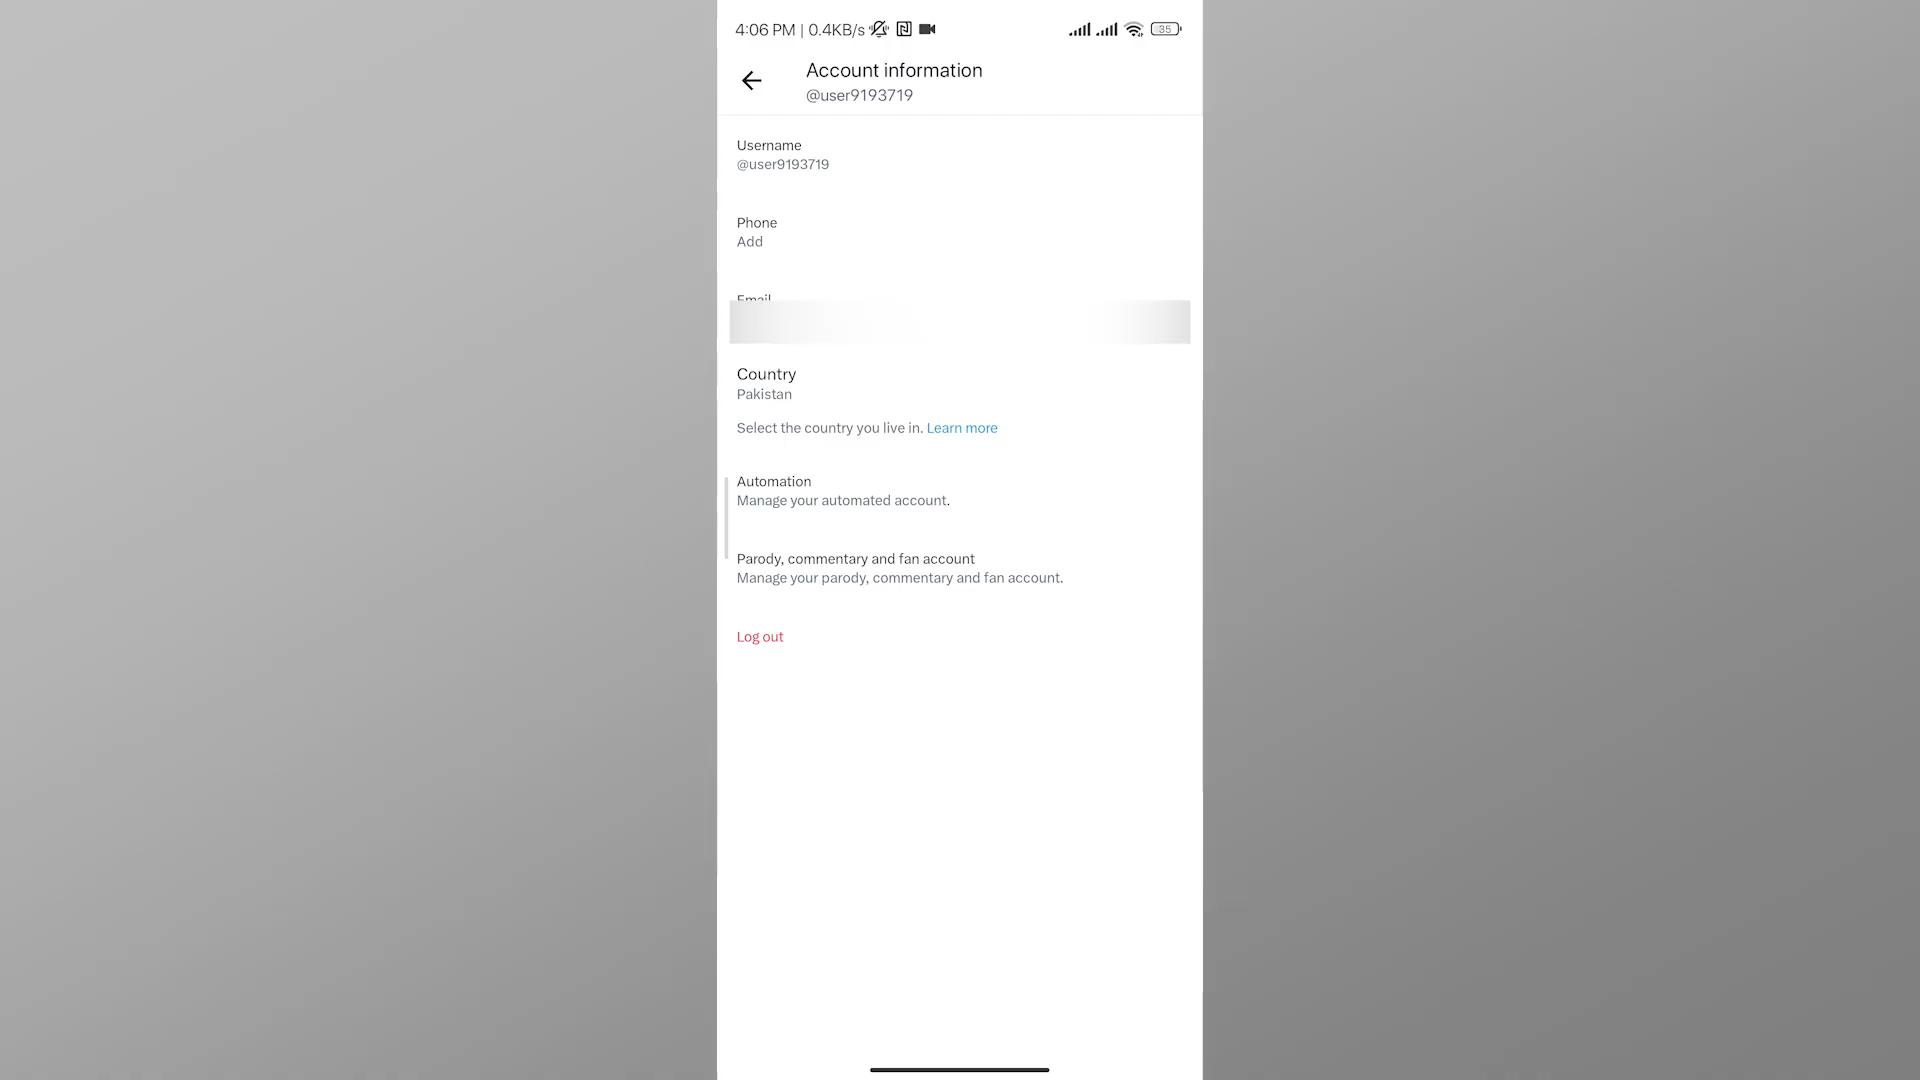 4:06 PM | 0.4KB/s 35
Account information
@user9193719
Username
@user9193719
Phone
Add
Email
Country
Pakistan
Select the country you live in. Learn more
Automation
Manage your automated account.
Parody, commentary and fan account
Manage your parody, commentary and fan account.
Log out